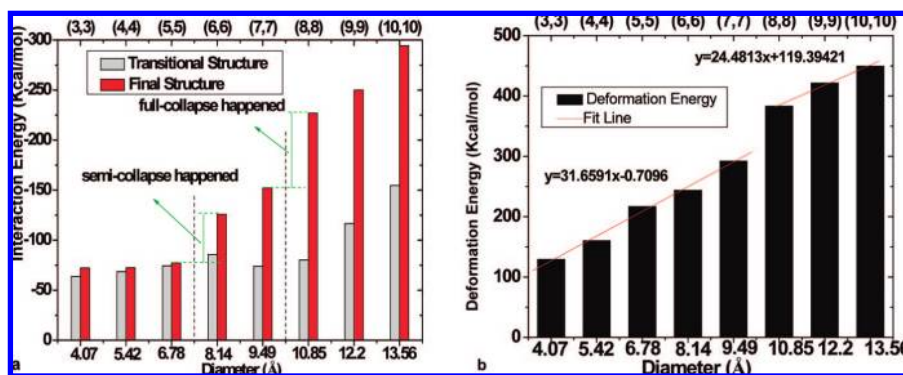 (3,3) (4,4) (5,5) (6,6) (7,7) (8,8) (9,9) (10,10)
-300
-250
-200
-150
-100
-50
0
Interaction Energy (Kcal/mol)
Transitional Structure
Final Structure
full-collapse happened
semi-collapse happened
4.07 5.42 6.78 8.14 9.49 10.85 12.2 13.56
a
Diameter (Å)
(3,3) (4,4) (5,5) (6,6) (7,7) (8,8) (9,9) (10,10)
500
400
300
200
100
0
Deformation Energy (Kcal/mol)
y=24.4813x+119.39421
Deformation Energy
Fit Line
y=31.6591x-0.7096
4.07 5.42 6.78 8.14 9.49 10.85 12.2 13.56
b
Diameter (Å)